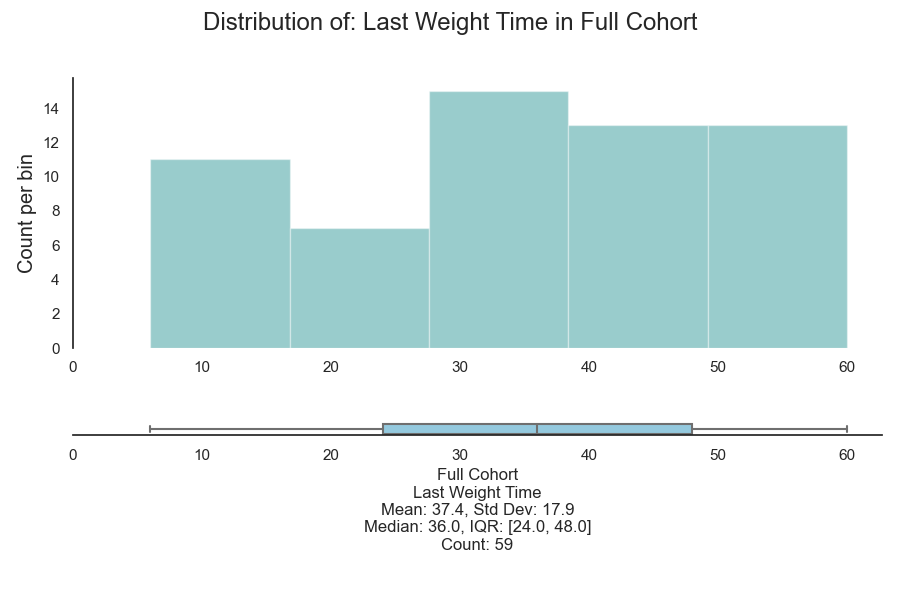 Distribution of: Last Weight Time in Full Cohort
Count per bin
14
12
10
8
6
4
2
0
0 10 20 30 40 50 60
0 10 20 30 40 50 60
Full Cohort
Last Weight Time
Mean: 37.4, Std Dev: 17.9
Median: 36.0, IQR: [24.0, 48.0]
Count: 59